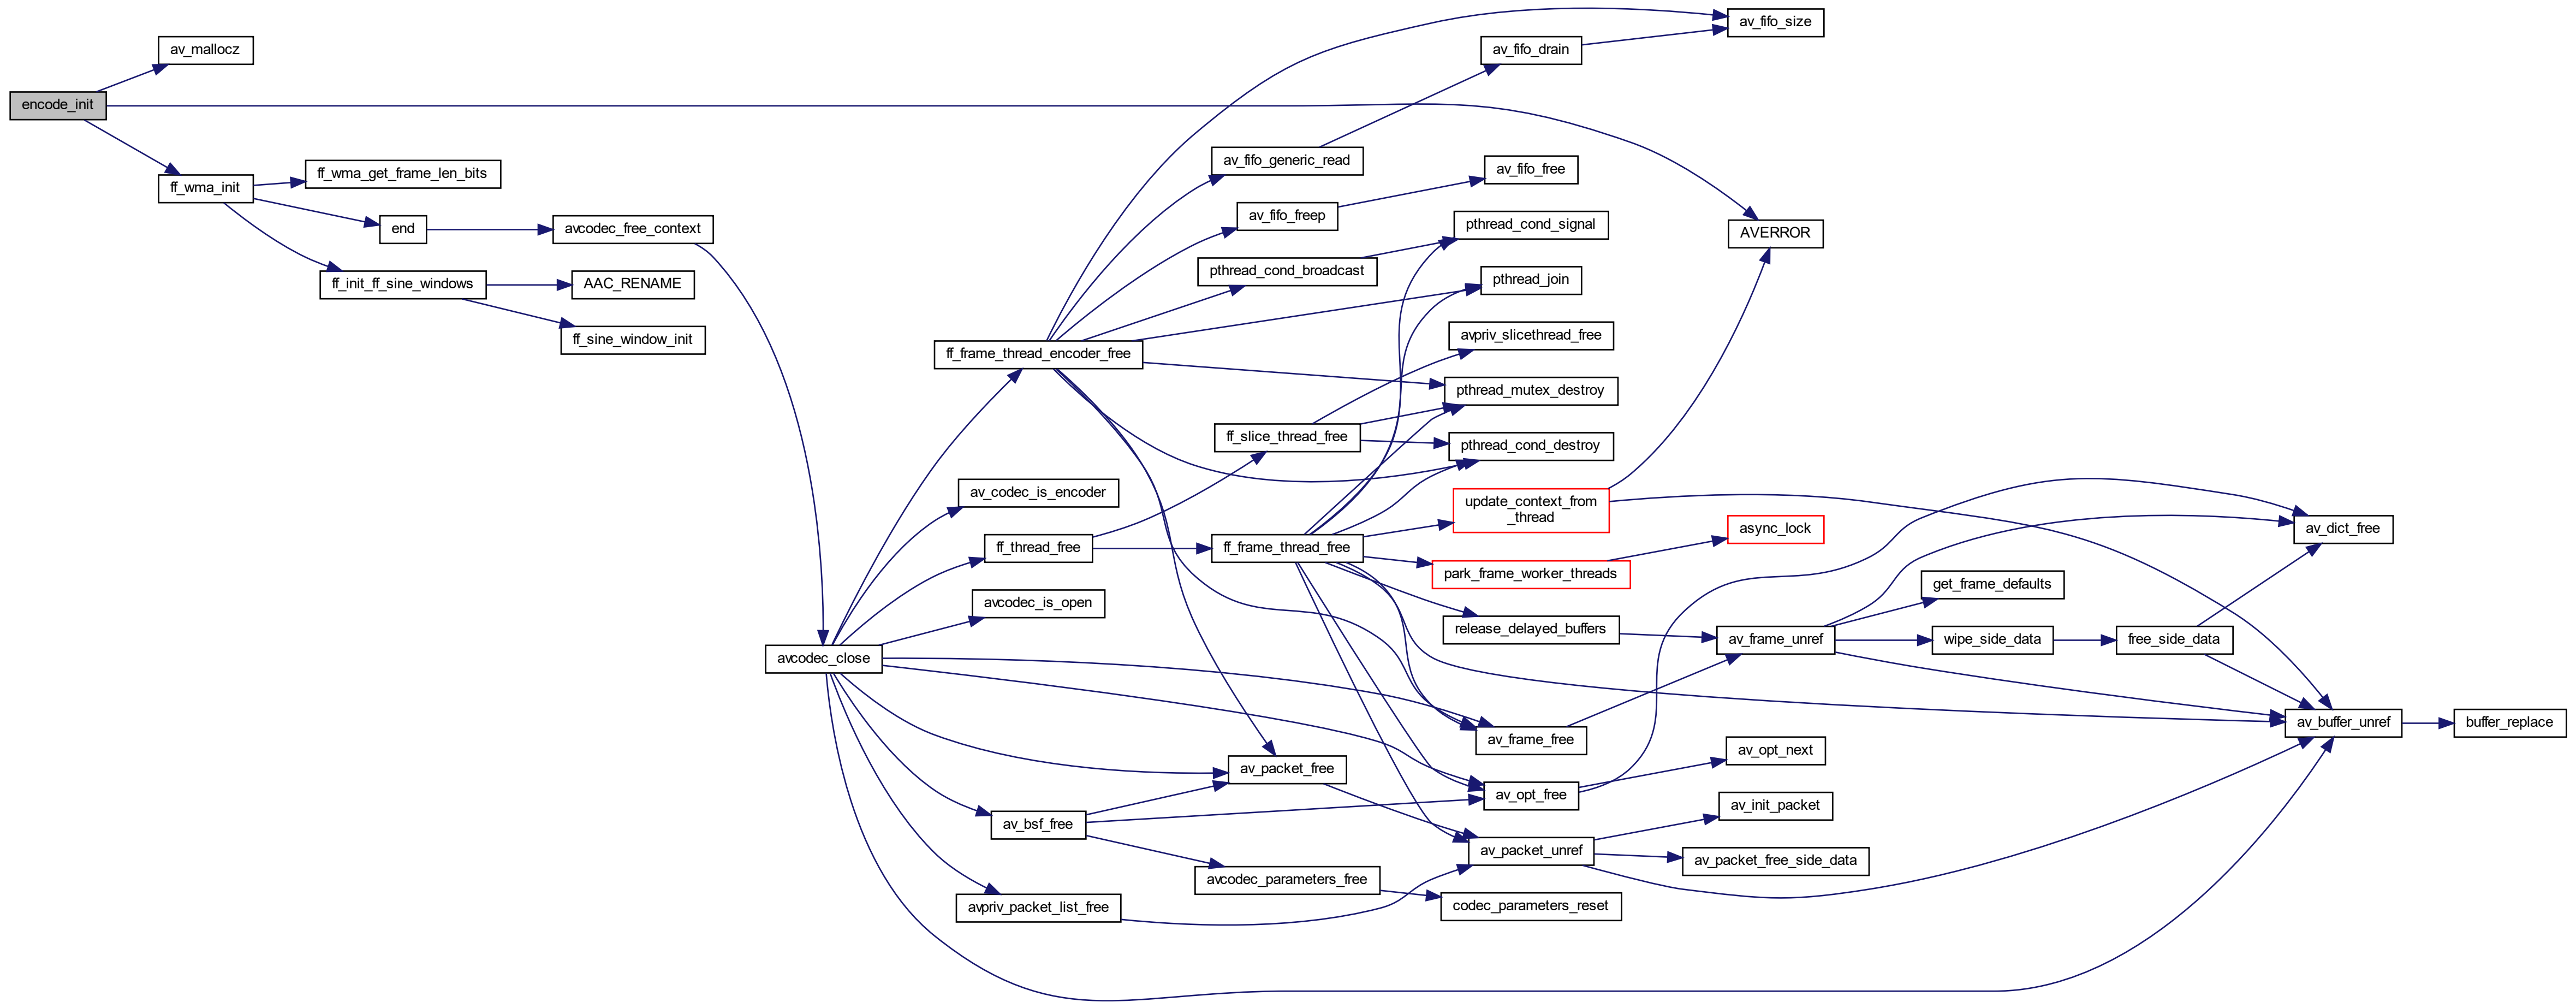 encode_init
av_mallocz
ff_wma_init
ff_wma_get_frame_len_bits
end
ff_init_ff_sine_windows
avcodec_free_context
AAC_RENAME
ff_sine_window_init
avcodec_close
ff_frame_thread_encoder_free
av_codec_is_encoder
ff_thread_free
avcodec_is_open
av_bsf_free
avpriv_packet_list_free
av_fifo_generic_read
av_fifo_freep
pthread_cond_broadcast
ff_slice_thread_free
ff_frame_thread_free
av_packet_free
avcodec_parameters_free
av_fifo_drain
av_fifo_free
pthread_cond_signal
pthread_join
avpriv_slicethread_free
pthread_mutex_destroy
pthread_cond_destroy
update_context_from
_thread
park_frame_worker_threads
release_delayed_buffers
av_frame_free
av_opt_free
av_packet_unref
codec_parameters_reset
av_fifo_size
AVERROR
async_lock
av_frame_unref
av_opt_next
av_init_packet
av_packet_free_side_data
get_frame_defaults
wipe_side_data
free_side_data
av_dict_free
av_buffer_unref
buffer_replace